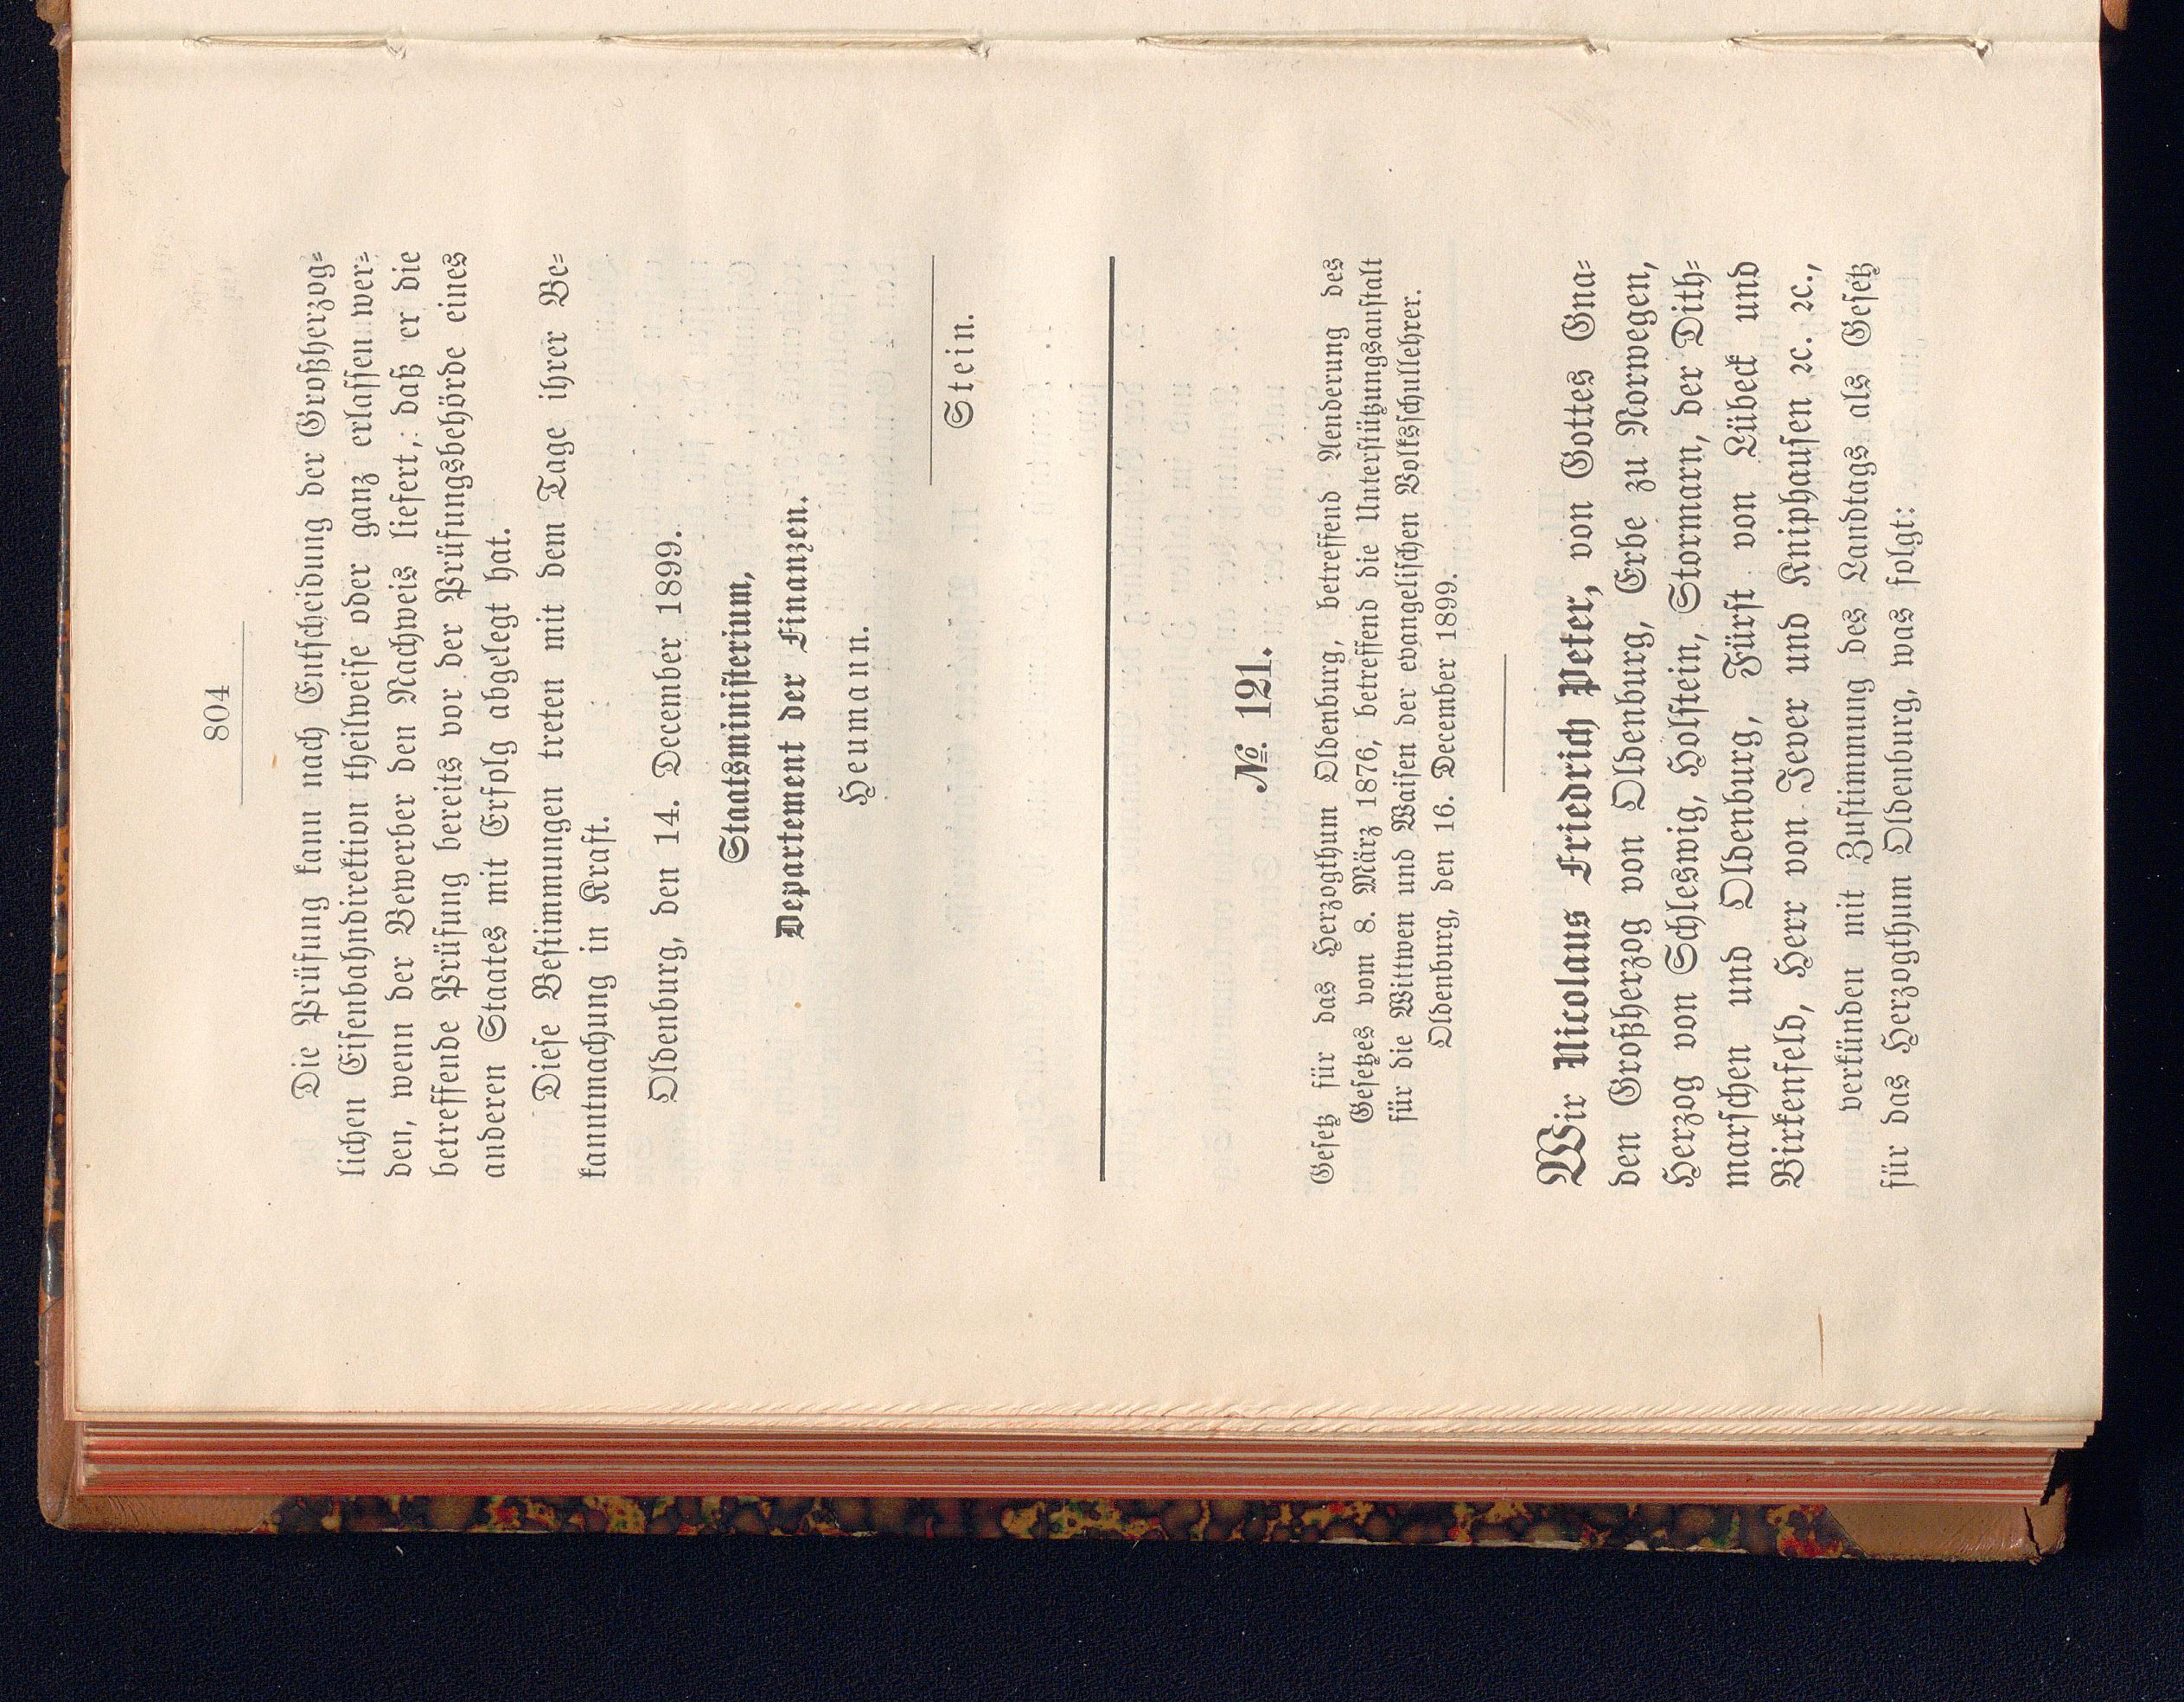 804
Die Prüfung kann nach Entscheidung der Großherzog-
lichen Eisenbahndirektion theilweise oder ganz erlassen wer-
den, wenn der Bewerber den Nachweis liefert, daß er die
betreffende Prüfung bereits vor der Prüfungsbehörde eines
anderen Staates mit Erfolg abgelegt hat.
Diese Bestimmungen treten mit dem Tage ihrer Be-
kanntmachung in Kraft.
Oldenburg, den 14. December 1899.
Staatsministerium,
Departement der Finanzen.
Heumann.
Stein.
№. 121.
Gesetz für das Herzogthum Oldenburg, betreffend Aenderung des
Gesetzes vom 8. März 1876, betreffend die Unterstützungsanstalt
für die Wittwen und Waisen der evangelischen Volksschullehrer.
Oldenburg, den 16. December 1899.
Wir Nicolaus Friedrich Peter, von Gottes Gna-
den Großherzog von Oldenburg, Erbe zu Norwegen,
Herzog von Schleswig, Holstein, Stormarn, der Dith-
marschen und Oldenburg, Fürst von Lübeck und
Birkenfeld, Herr von Jever und Kniphausen ꝛc. ꝛc.,
verkünden mit Zustimmung des Landtags als Gesetz
für das Herzogthum Oldenburg, was folgt: